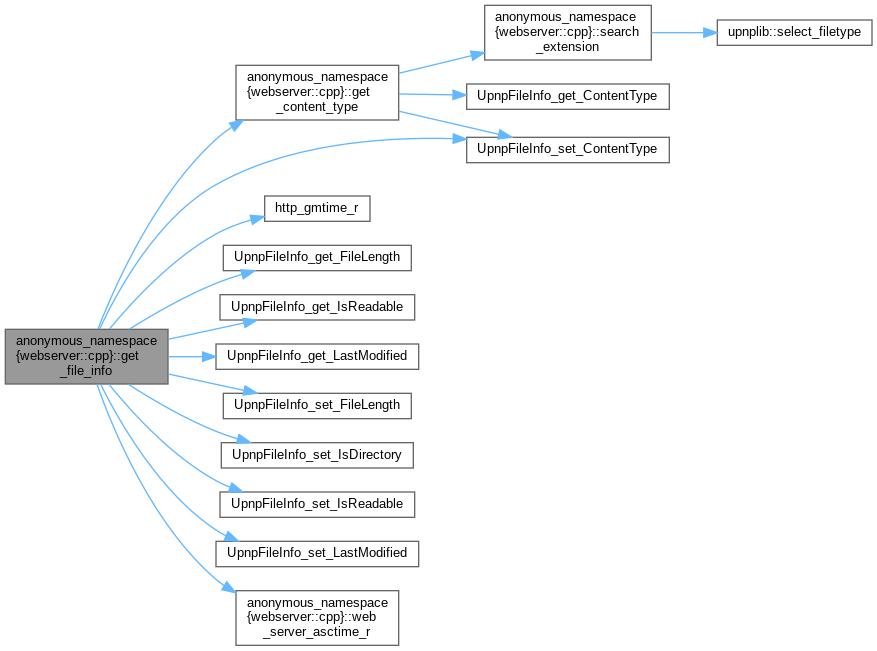 anonymous_namespace
{webserver::cpp}::search
_extension
upnplib::select_filetype
anonymous_namespace
{webserver::cpp}::get
_content_type
UpnpFileInfo_get_ContentType
UpnpFileInfo_set_ContentType
http_gmtime_r
UpnpFileInfo_get_FileLength
UpnpFileInfo_get_IsReadable
anonymous_namespace
{webserver::cpp}::get
_file_info
UpnpFileInfo_get_LastModified
UpnpFileInfo_set_FileLength
UpnpFileInfo_set_IsDirectory
UpnpFileInfo_set_IsReadable
UpnpFileInfo_set_LastModified
anonymous_namespace
{webserver::cpp}::web
_server_asctime_r